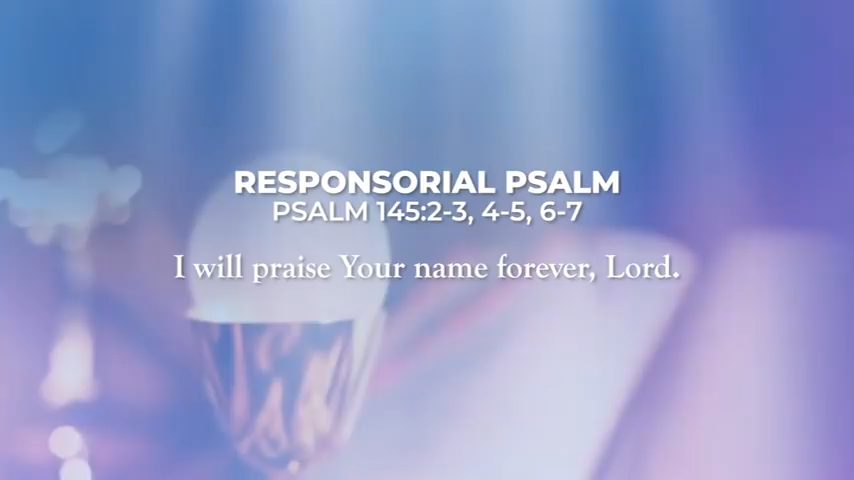 RESPONSORIAL PSALM
PSALM 145:2-3, 4-5, 6-7
I will praise Your name forever, Lord.